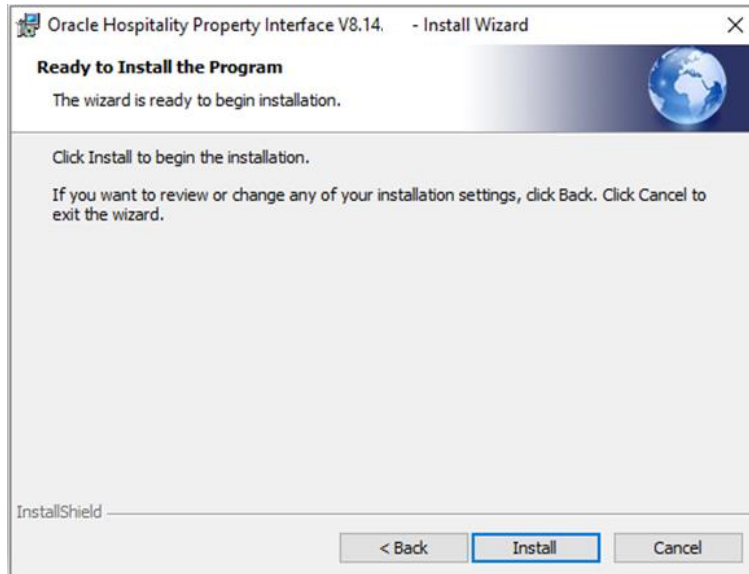 Oracle Hospitality Property Interface V8.14. - Install Wizard
Ready to Install the Program
The wizard is ready to begin installation.
Click Install to begin the installation.
If you want to review or change any of your installation settings, click Back. Click Cancel to
exit the wizard.
InstallShield
< Back Install Cancel